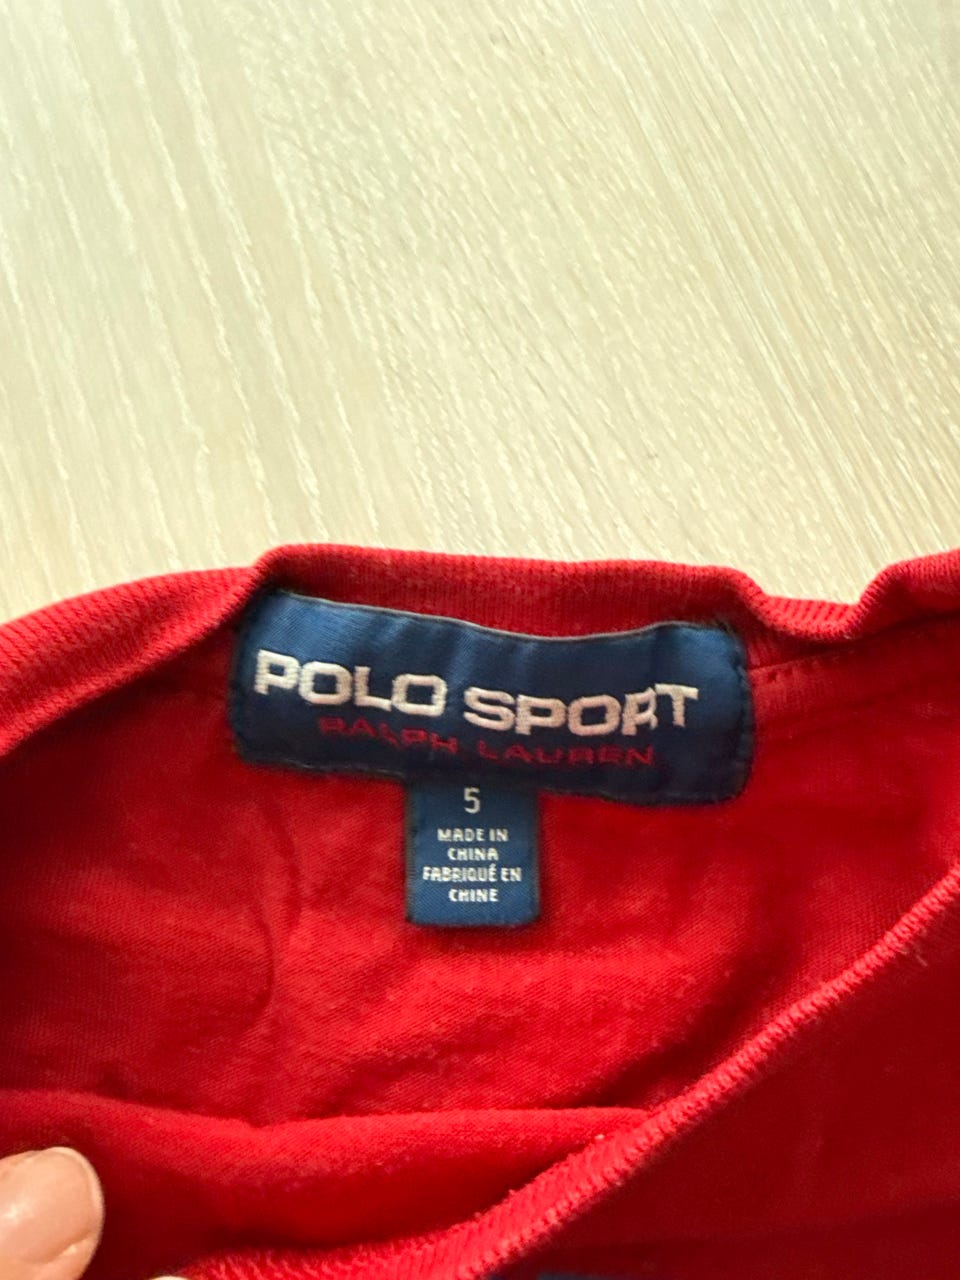 POLO SPORT
RALPH LAUREN
5
MADE IN
CHINA
FABRIQUÉ EN
CHINE